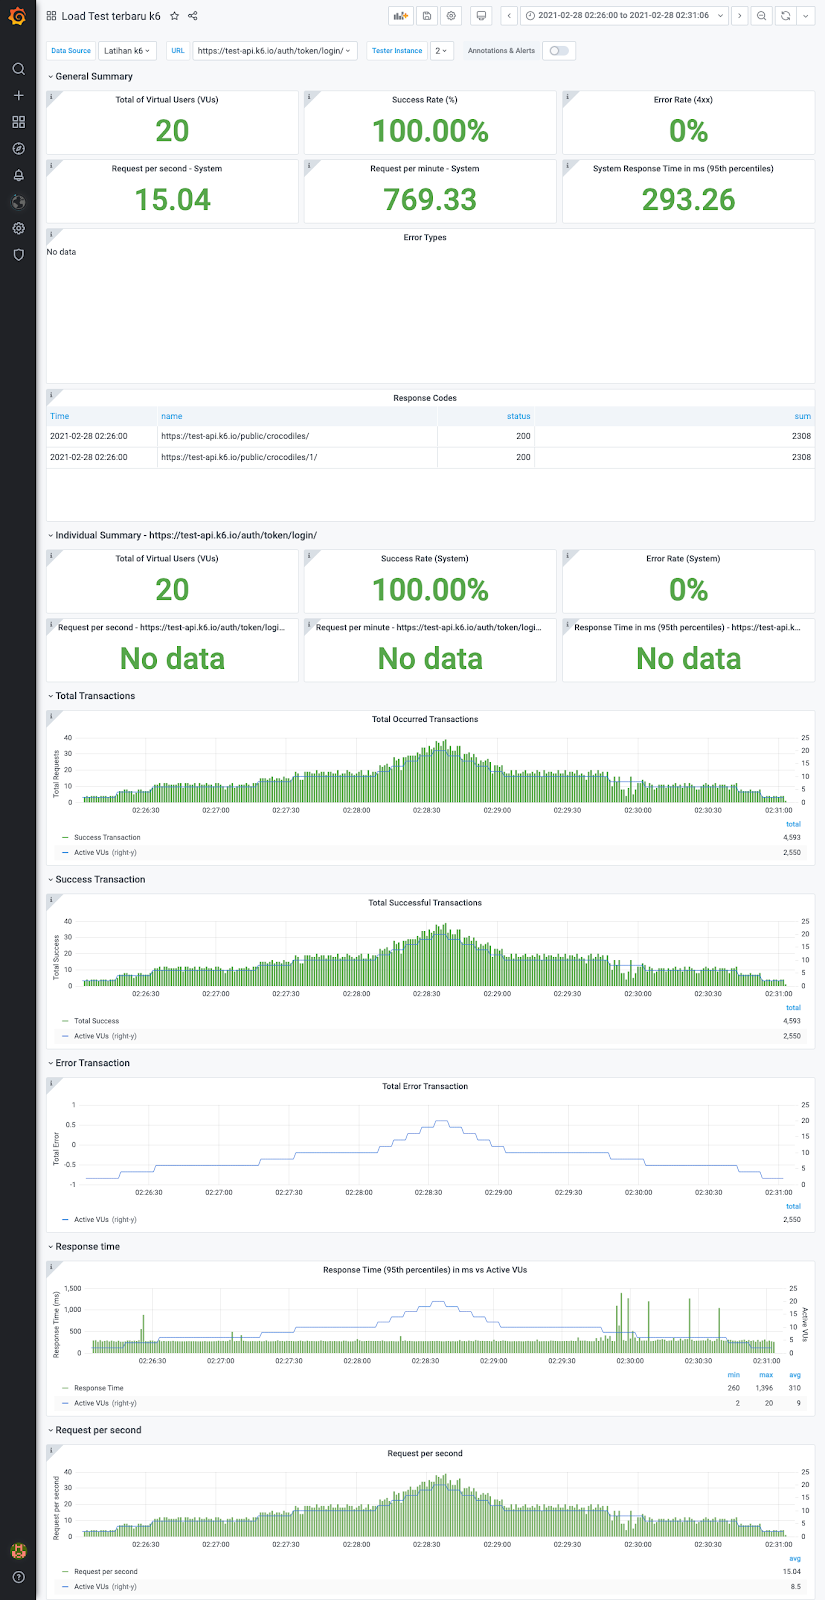 Load Test terbaru k6
2021-02-28 02:26:00 to 2021-02-28 02:31:06
Data Source Latihan k6 URL https://test-api.k6.io/auth/token/login/ Tester Instance 2 Annotations & Alerts
General Summary
Total of Virtual Users (VUs) Success Rate (%) Error Rate (4xx)
20 100.00% 0%
Request per second - System Request per minute - System System Response Time in ms (95th percentiles)
15.04 769.33 293.26
Error Types
No data
Response Codes
Time name status sum
2021-02-28 02:26:00 https://test-api.k6.io/public/crocodiles/ 200 2308
2021-02-28 02:26:00 https://test-api.k6.io/public/crocodiles/1/ 200 2308
Individual Summary - https://test-api.k6.io/auth/token/login/
Total of Virtual Users (VUs) Success Rate (System) Error Rate (System)
20 100.00% 0%
Request per second - https://test-api.k6.io/auth/token/logi... Request per minute - https://test-api.k6.io/auth/token/logi... Response Time in ms (95th percentiles) - https://test-api.k...
No data No data No data
Total Transactions
Total Occurred Transactions
Total Requests
40 30 20 10 0
25 20 15 10 5 0
02:26:30 02:27:00 02:27:30 02:28:00 02:28:30 02:29:00 02:29:30 02:30:00 02:30:30 02:31:00
total
Success Transaction 4,593
Active VUs (right-y) 2,550
Success Transaction
Total Successful Transactions
Total Success
40 30 20 10 0
25 20 15 10 5 0
02:26:30 02:27:00 02:27:30 02:28:00 02:28:30 02:29:00 02:29:30 02:30:00 02:30:30 02:31:00
total
Total Success 4,593
Active VUs (right-y) 2,550
Error Transaction
Total Error Transaction
Total Error
1 0.5 0 -0.5 -1
25 20 15 10 5 0
02:26:30 02:27:00 02:27:30 02:28:00 02:28:30 02:29:00 02:29:30 02:30:00 02:30:30 02:31:00
total
Active VUs (right-y) 2,550
Response time
Response Time (95th percentiles) in ms vs Active VUs
Response Time (ms)
1,500 1,000 500 0
25 20 15 10 5 0
Active VUs
02:26:30 02:27:00 02:27:30 02:28:00 02:28:30 02:29:00 02:29:30 02:30:00 02:30:30 02:31:00
min max avg
Response Time 260 1,396 310
Active VUs (right-y) 2 20 9
Request per second
Request per second
Request per second
40 30 20 10 0
25 20 15 10 5 0
02:26:30 02:27:00 02:27:30 02:28:00 02:28:30 02:29:00 02:29:30 02:30:00 02:30:30 02:31:00
avg
Request per second 15.04
Active VUs (right-y) 8.5